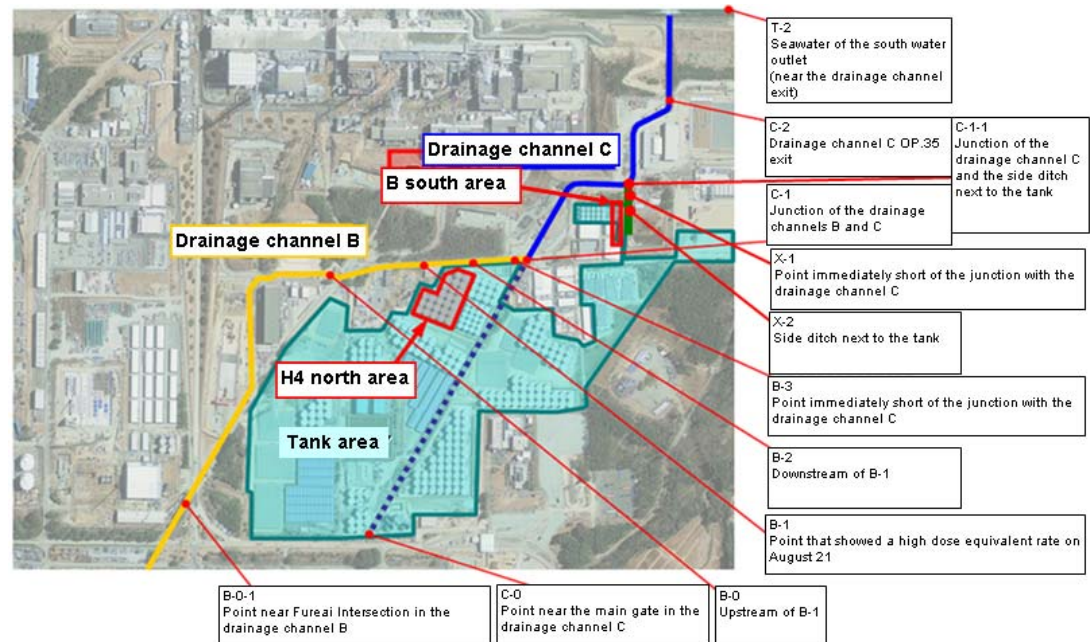 T-2
Seawater of the south water
outlet
(near the drainage channel
exit)
C-2
Drainage channel C OP.35
exit
C-1-1
Junction of the
drainage channel C
and the side ditch
next to the tank
C-1
Junction of the drainage
channels B and C
X-1
Point immediately short of the junction with the
drainage channel C
X-2
Side ditch next to the tank
B-3
Point immediately short of the junction with the
drainage channel C
B-2
Downstream of B-1
B-1
Point that showed a high dose equivalent rate on
August 21
Drainage channel C
B south area
Drainage channel B
H4 north area
Tank area
B-0-1
Point near Fureai Intersection in the
drainage channel B
C-0
Point near the main gate in the
drainage channel C
B-0
Upstream of B-1